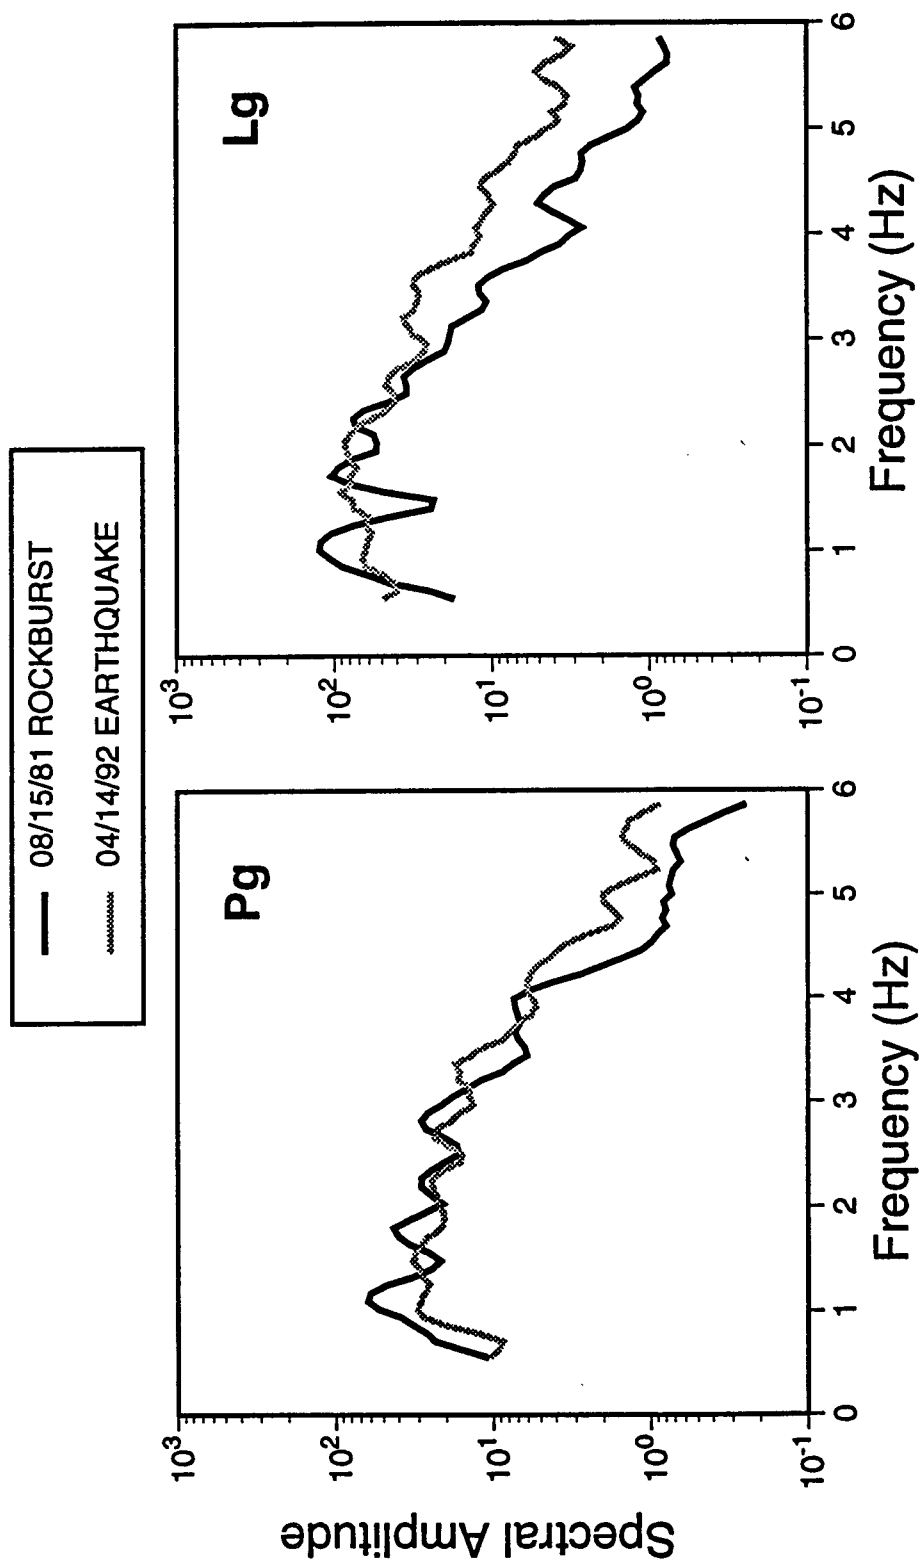 08/15/81 ROCKBURST
04/14/92 EARTHQUAKE
Spectral Amplitude
10³
10²
10¹
10⁰
10⁻¹
Pg
0 1 2 3 4 5 6
Frequency (Hz)
10³
10²
10¹
10⁰
10⁻¹
Lg
0 1 2 3 4 5 6
Frequency (Hz)